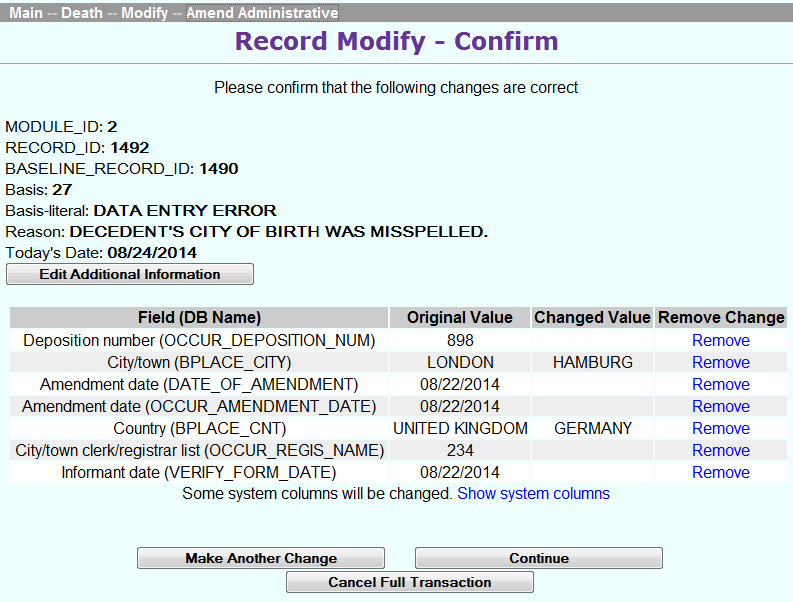 Main -- Death -- Modify -- Amend Administrative
Record Modify - Confirm
Please confirm that the following changes are correct
MODULE_ID: 2
RECORD_ID: 1492
BASELINE_RECORD_ID: 1490
Basis: 27
Basis-literal: DATA ENTRY ERROR
Reason: DECEDENT'S CITY OF BIRTH WAS MISSPELLED.
Today's Date: 08/24/2014
Edit Additional Information
Field (DB Name) Original Value Changed Value Remove Change
Deposition number (OCCUR_DEPOSITION_NUM) 898 Remove
City/town (BPLACE_CITY) LONDON HAMBURG Remove
Amendment date (DATE_OF_AMENDMENT) 08/22/2014 Remove
Amendment date (OCCUR_AMENDMENT_DATE) 08/22/2014 Remove
Country (BPLACE_CNT) UNITED KINGDOM GERMANY Remove
City/town clerk/registrar list (OCCUR_REGIS_NAME) 234 Remove
Informant date (VERIFY_FORM_DATE) 08/22/2014 Remove
Some system columns will be changed. Show system columns
Make Another Change Continue
Cancel Full Transaction